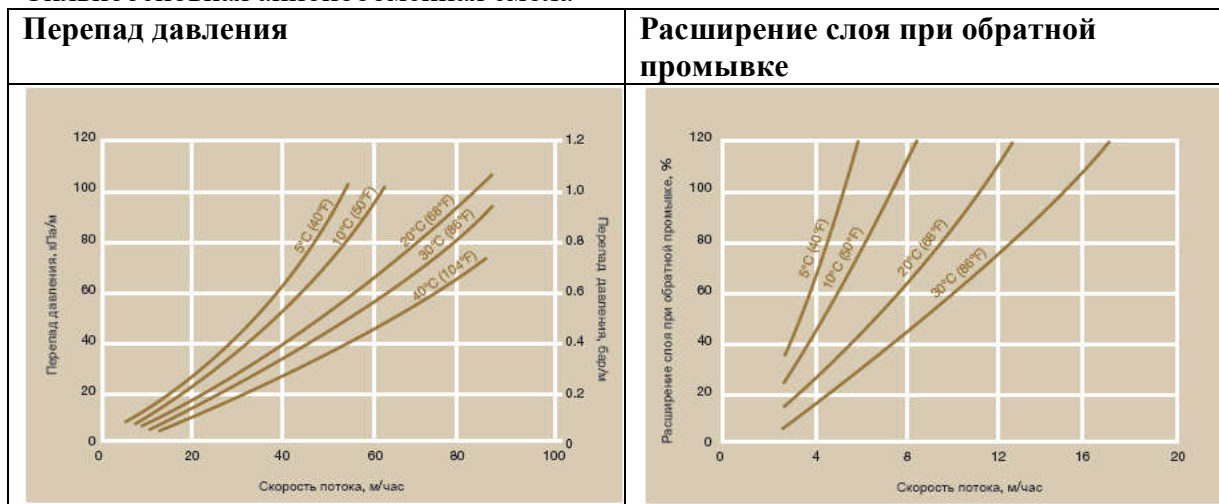 Сильноосновная анионообменная смола
Перепад давления
Расширение слоя при обратной
промывке
120
100
80
60
40
20
0
Перепад давления, кПа/м
5°C (40°F)
10°C (50°F)
20°C (68°F)
30°C (86°F)
40°C (104°F)
1,2
1.0
0.8
0.6
0.4
0.2
0
Перепад давления, бар/м
0
20
40
60
80
100
Скорость потока, м/час
120
100
80
60
40
20
0
Расширение слоя при обратной промывке, %
5°C (40°F)
10°C (50°F)
20°C (68°F)
30°C (86°F)
0
4
8
12
16
20
Скорость потока, м/час